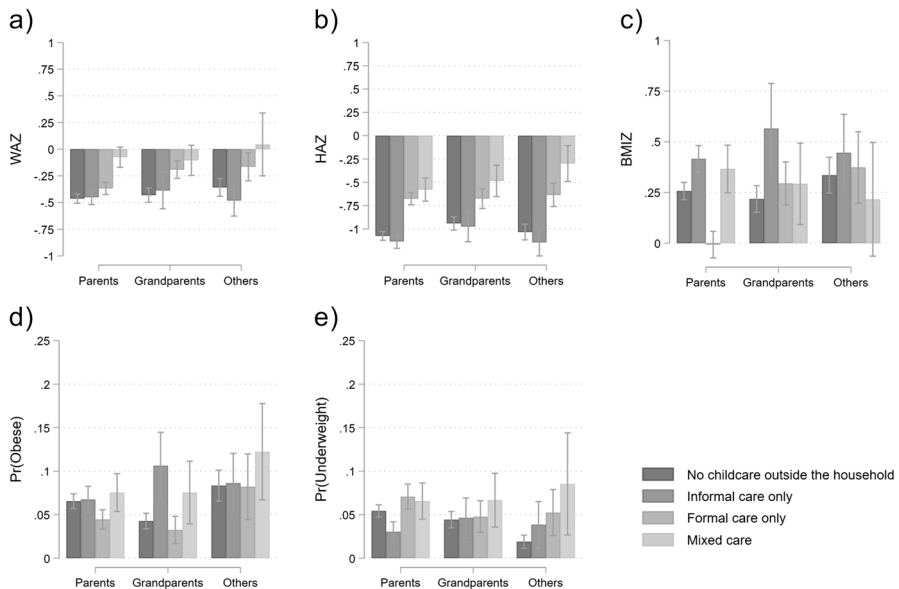 a)
WAZ
1
.75
.5
.25
0
-.25
-.5
-.75
-1
Parents Grandparents Others
b)
HAZ
1
.75
.5
.25
0
-.25
-.5
-.75
-1
Parents Grandparents Others
c)
BMIZ
1
.75
.5
.25
0
Parents Grandparents Others
d)
Pr(Obese)
.25
.2
.15
.1
.05
0
Parents Grandparents Others
e)
Pr(Underweight)
.25
.2
.15
.1
.05
0
Parents Grandparents Others
No childcare outside the household
Informal care only
Formal care only
Mixed care